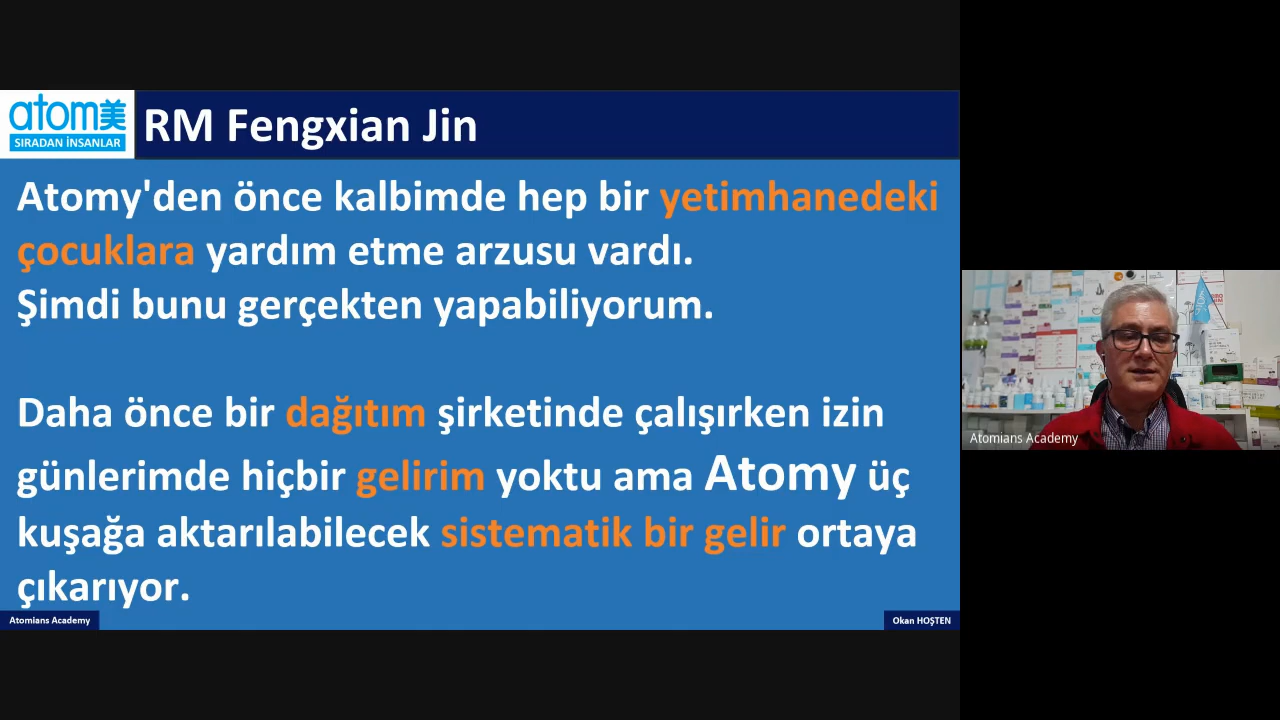 atom美
SIRADAN İNSANLAR
RM Fengxian Jin
Atomy'den önce kalbimde hep bir yetimhanedeki
çocuklara yardım etme arzusu vardı.
Şimdi bunu gerçekten yapabiliyorum.
Daha önce bir dağıtım şirketinde çalışırken izin
günlerimde hiçbir gelirim yoktu ama Atomy üç
kuşağa aktarılabilecek sistematik bir gelir ortaya
çıkarıyor.
Atomians Academy
Okan HOŞTEN
Atomians Academy